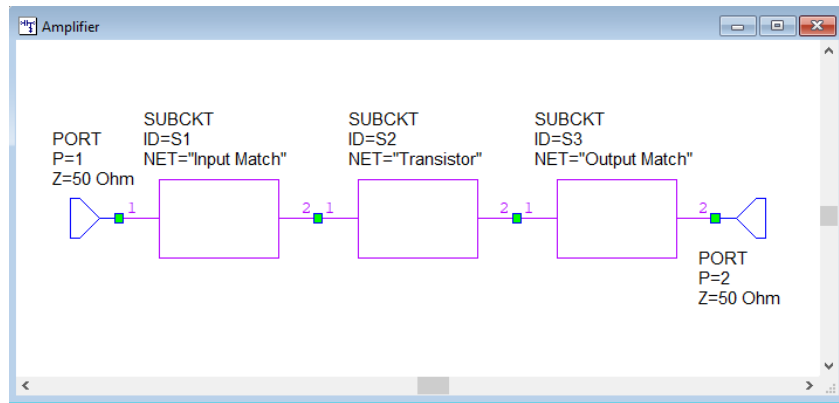 Amplifier
PORT
P=1
Z=50 Ohm
SUBCKT
ID=S1
NET="Input Match"
SUBCKT
ID=S2
NET="Transistor"
SUBCKT
ID=S3
NET="Output Match"
1
2
1
2
1
2
PORT
P=2
Z=50 Ohm